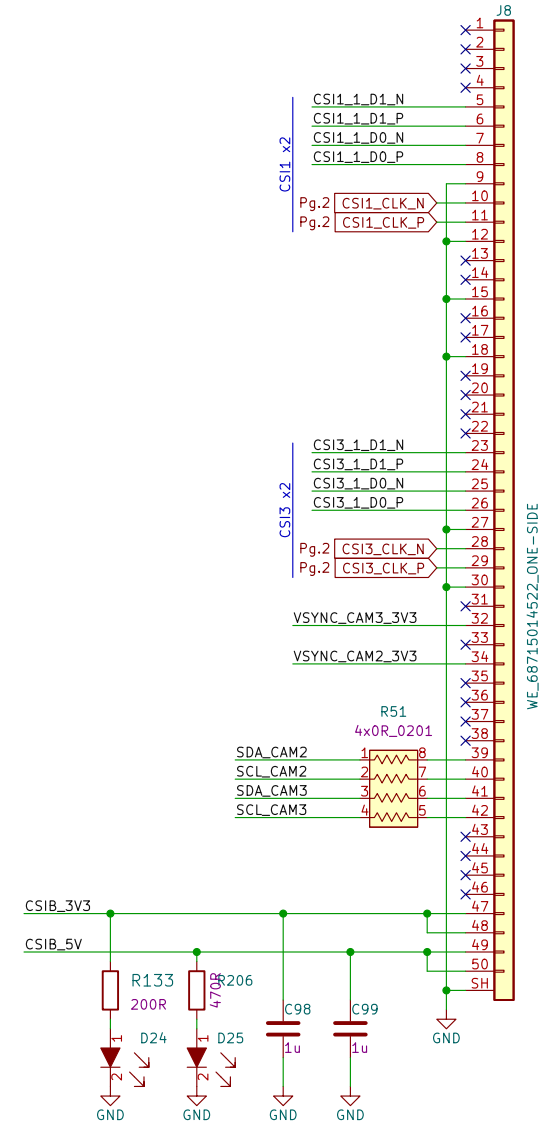 J8
1
2
3
4
CSI1_1_D1_N 5
CSI1_1_D1_P 6
CSI1_1_D0_N 7
CSI1_1_D0_P 8
CSI1 x2
9
Pg.2 CSI1_CLK_N 10
Pg.2 CSI1_CLK_P 11
12
13
14
15
16
17
18
19
20
21
22
CSI3_1_D1_N 23
CSI3_1_D1_P 24
CSI3_1_D0_N 25
CSI3_1_D0_P 26
CSI3 x2
27
Pg.2 CSI3_CLK_N 28
Pg.2 CSI3_CLK_P 29
30
31
VSYNC_CAM3_3V3 32
33
VSYNC_CAM2_3V3 34
35
36
37
38
WE_68715014522_ONE-SIDE
R51
4x0R_0201
SDA_CAM2 1 8 39
SCL_CAM2 2 7 40
SDA_CAM3 3 6 41
SCL_CAM3 4 5 42
43
44
45
46
CSIB_3V3 47
48
CSIB_5V 49
50
SH
R133
200R
R206
470R
C98
1u
C99
1u
D24
1
2
D25
1
2
GND
GND
GND
GND
GND